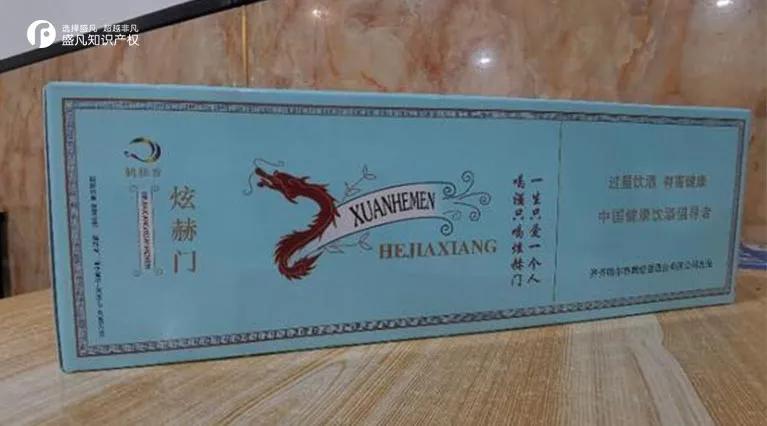 选择盛凡 超越非凡
盛凡知识产权
鹤佳香
炫赫门
XUANHEMEN
HEJIAXIANG
一生只爱一个人
喝酒只喝炫赫门
过量饮酒 有害健康
中国健康饮酒倡导者